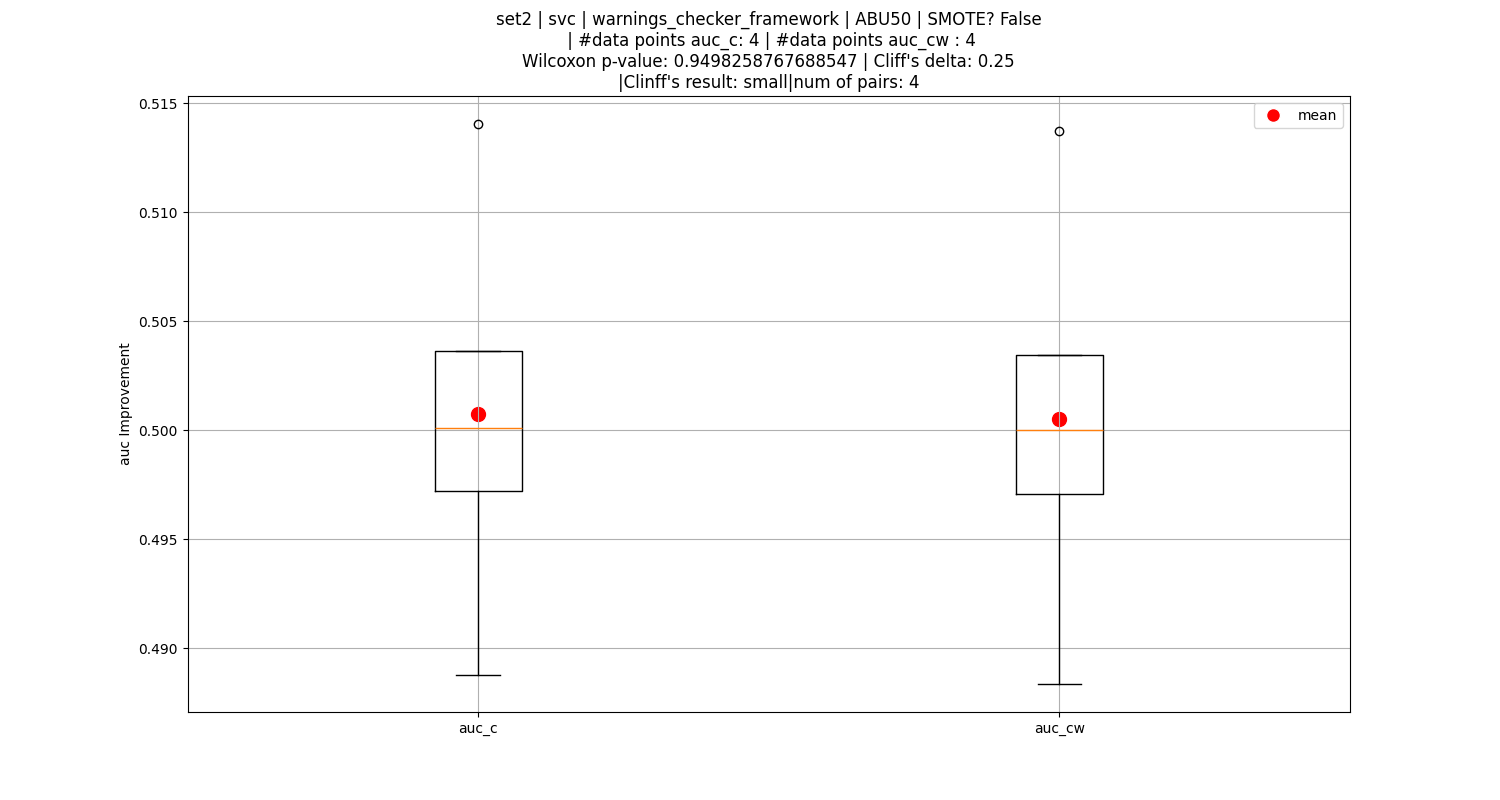 set2 | svc | warnings_checker_framework | ABU50 | SMOTE? False
| #data points auc_c: 4 | #data points auc_cw : 4
Wilcoxon p-value: 0.9498258767688547 | Cliff's delta: 0.25
|Clinff's result: small|num of pairs: 4
mean
0.515
0.510
0.505
0.500
0.495
0.490
auc Improvement
auc_c
auc_cw